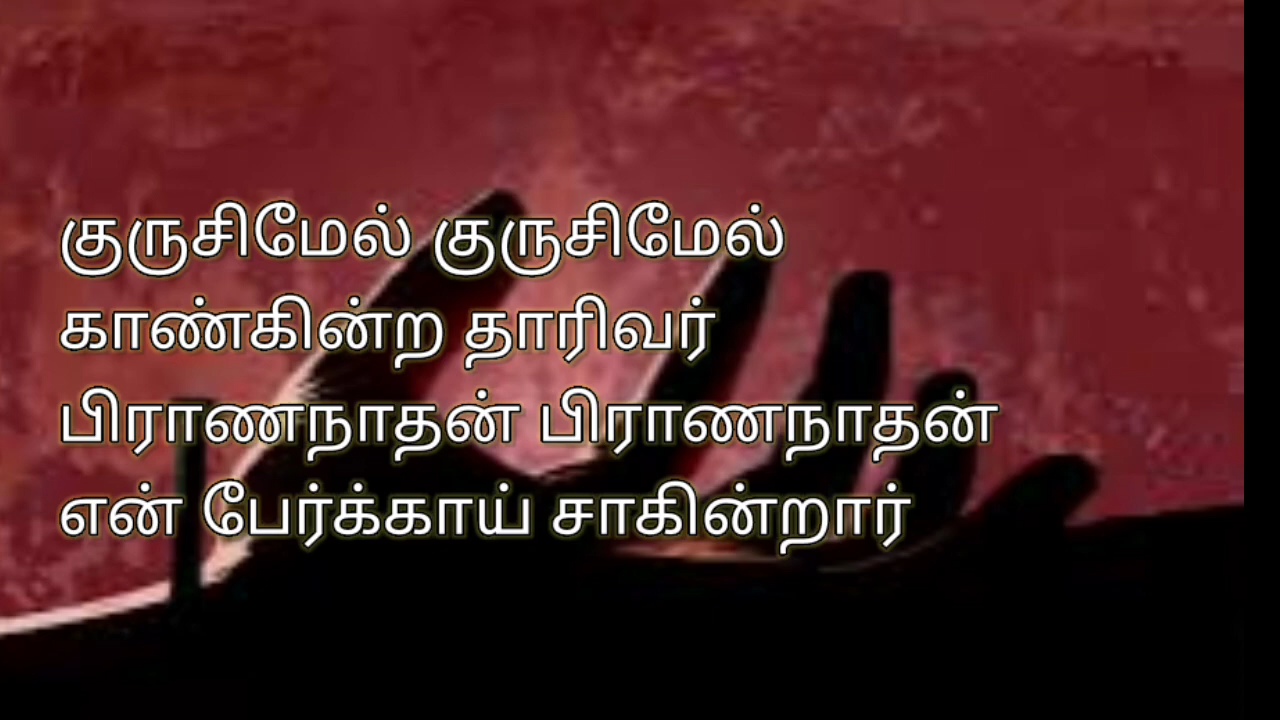 குருசிமேல் குருசிமேல்
காண்கின்ற தாரிவர்
பிராணநாதன் பிராணநாதன்
என் பேர்க்காய் சாகின்றார்